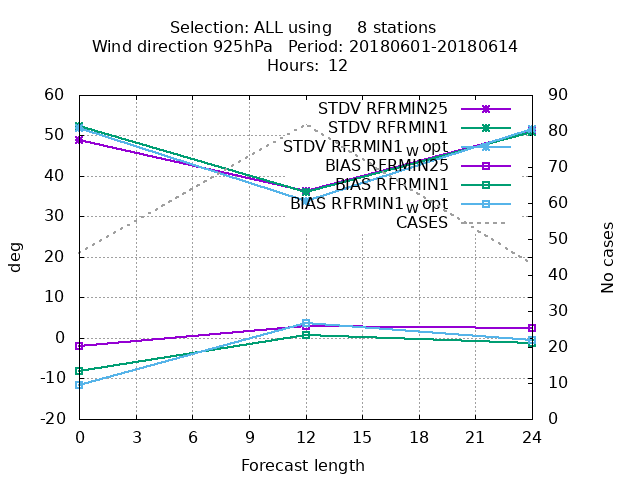 Selection: ALL using 8 stations
Wind direction 925hPa Period: 20180601-20180614
Hours: 12
60
50
40
30
20
10
0
-10
-20
deg
90
80
70
60
50
40
30
20
10
0
No cases
STDV RFRMIN25
STDV RFRMIN1
STDV RFRMIN1_W opt
BIAS RFRMIN25
BIAS RFRMIN1
BIAS RFRMIN1_W opt
CASES
0 3 6 9 12 15 18 21 24
Forecast length